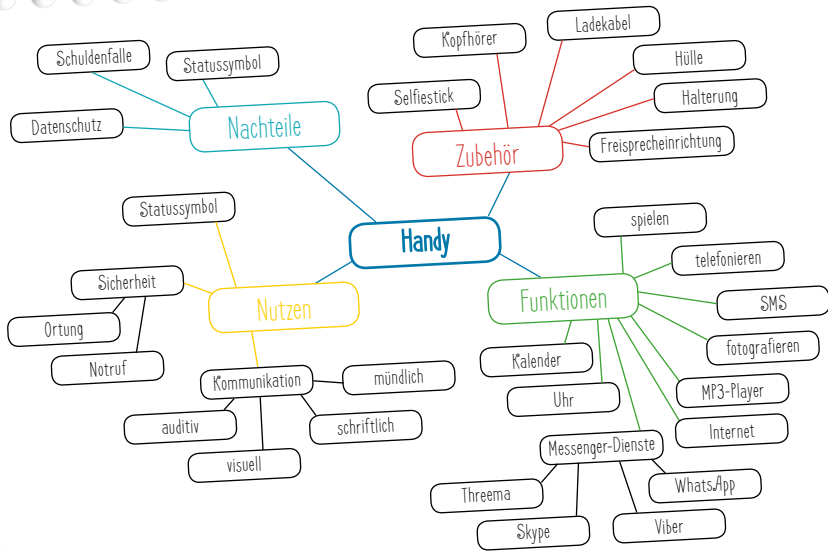 Schuldenfalle
Statussymbol
Datenschutz
Nachteile
Kopfhörer
Ladekabel
Hülle
Selfiestick
Halterung
Freisprecheinrichtung
Zubehör
Handy
Statussymbol
Sicherheit
Ortung
Notruf
Nutzen
Kommunikation
mündlich
auditiv
schriftlich
visuell
spielen
telefonieren
Funktionen
SMS
fotografieren
Kalender
MP3-Player
Uhr
Internet
Messenger-Dienste
Threema
WhatsApp
Skype
Viber